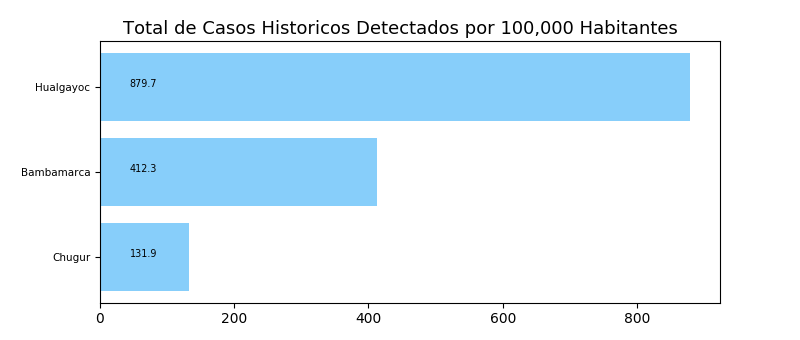 Total de Casos Historicos Detectados por 100,000 Habitantes
Hualgayoc 879.7
Bambamarca 412.3
Chugur 131.9
0 200 400 600 800